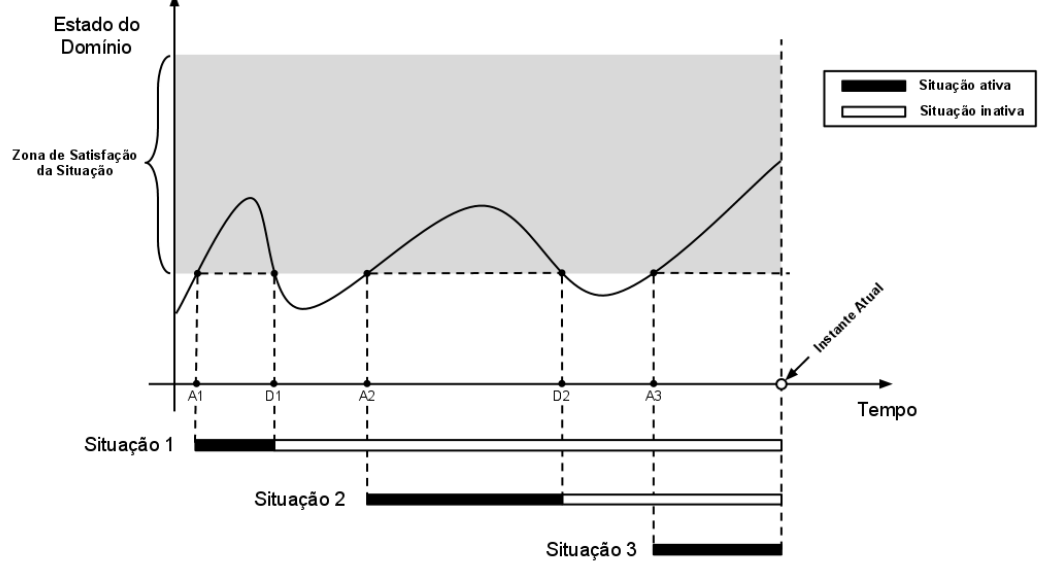 Estado do
Domínio
Situação ativa
Situação inativa
Zona de Satisfação
da Situação
Instante Atual
A1
D1
A2
D2
A3
Tempo
Situação 1
Situação 2
Situação 3